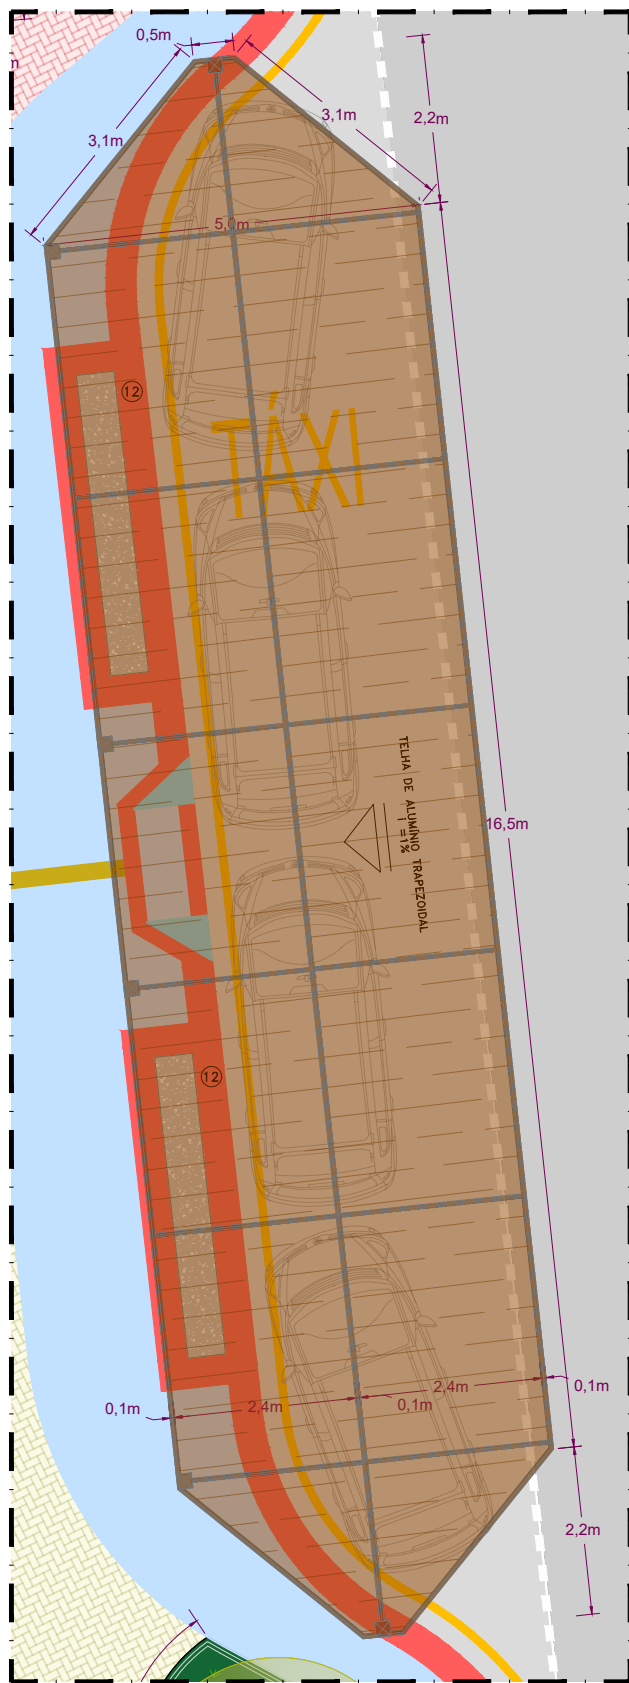 0,5m
m
3,1m
3,1m
2,2m
5,0m
12
TÁXI
TELHA DE ALUMÍNIO TRAPEZOIDAL
i =1%
16,5m
12
0,1m
2,4m
0,1m
2,4m
0,1m
2,2m